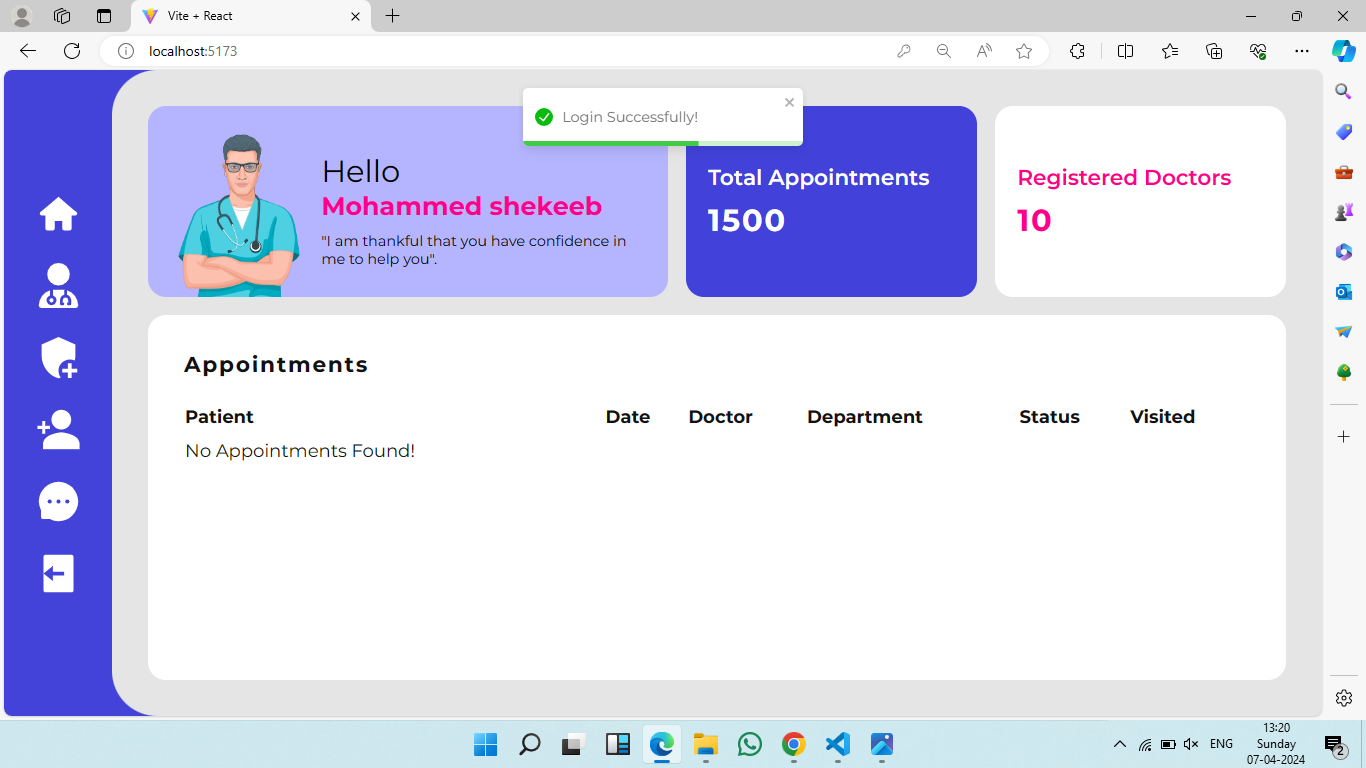 Vite + React
localhost:5173
Login Successfully!
Hello
Mohammed shekeeb
"I am thankful that you have confidence in
me to help you".
Total Appointments
1500
Registered Doctors
10
Appointments
Patient Date Doctor Department Status Visited
No Appointments Found!
ENG
13:20
Sunday
07-04-2024
2